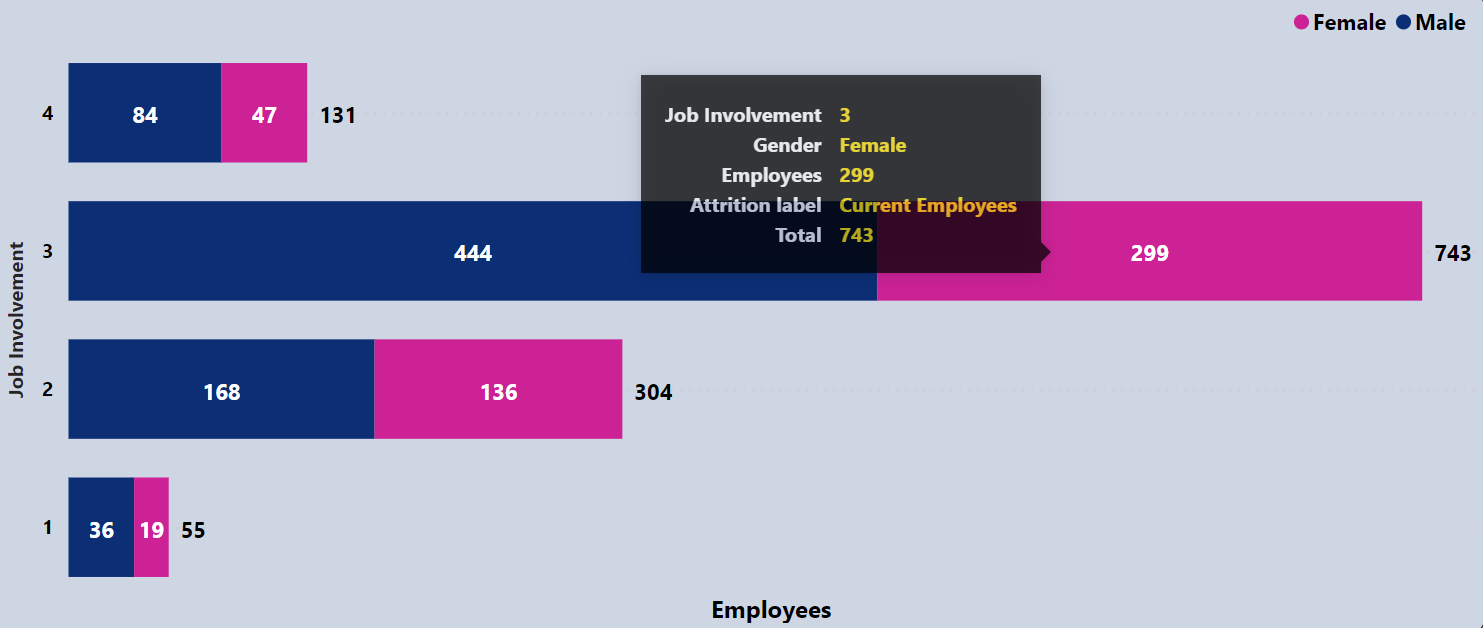 Female Male
4 84 47 131
Job Involvement 3
Gender Female
Employees 299
Attrition label Current Employees
Total 743
3 444 299 743
Job Involvement
2 168 136 304
1 36 19 55
Employees